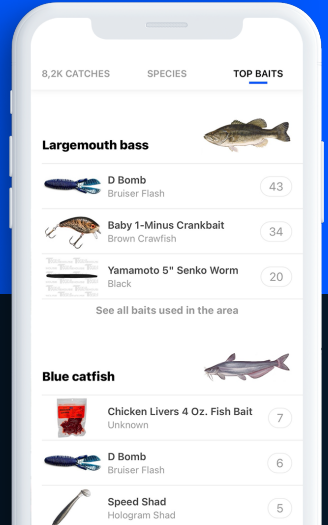 8,2K CATCHES SPECIES TOP BAITS
Largemouth bass
D Bomb
Bruiser Flash
43
Baby 1-Minus Crankbait
Brown Crawfish
34
Yamamoto 5" Senko Worm
Black
20
See all baits used in the area
Blue catfish
Chicken Livers 4 Oz. Fish Bait
Unknown
7
D Bomb
Bruiser Flash
6
Speed Shad
Hologram Shad
5